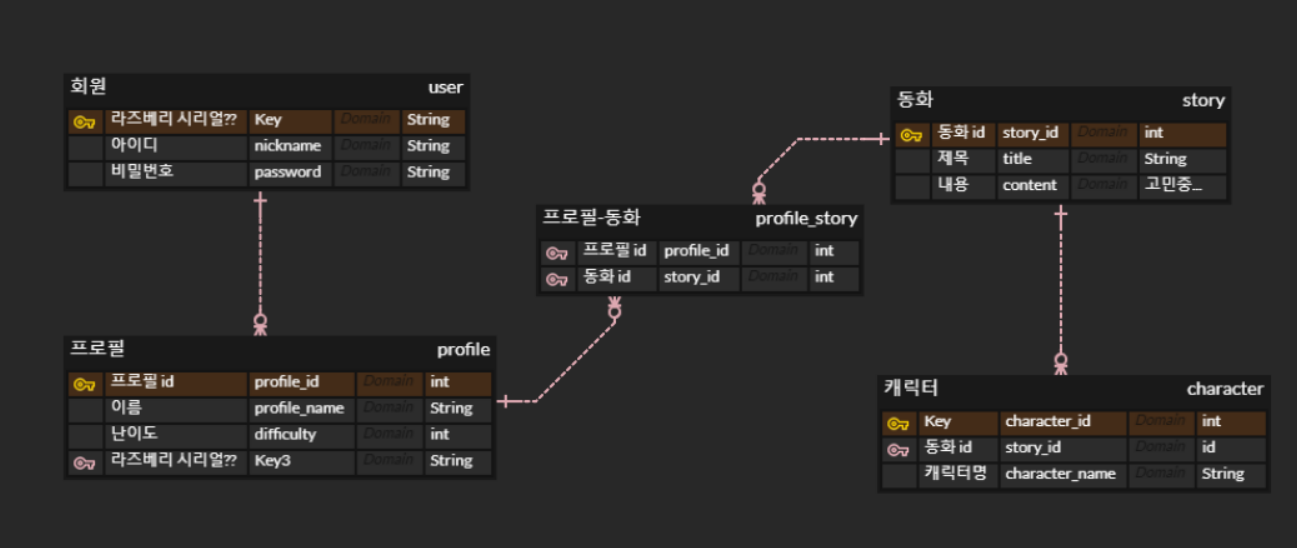 회원 user
라즈베리 시리얼?? Key Domain String
아이디 nickname Domain String
비밀번호 password Domain String
동화 story
동화 id story_id Domain int
제목 title Domain String
내용 content Domain 고민중...
프로필-동화 profile_story
프로필 id profile_id Domain int
동화 id story_id Domain int
프로필 profile
프로필 id profile_id Domain int
이름 profile_name Domain String
난이도 difficulty Domain int
라즈베리 시리얼?? Key3 Domain String
캐릭터 character
Key character_id Domain int
동화 id story_id Domain id
캐릭터명 character_name Domain String